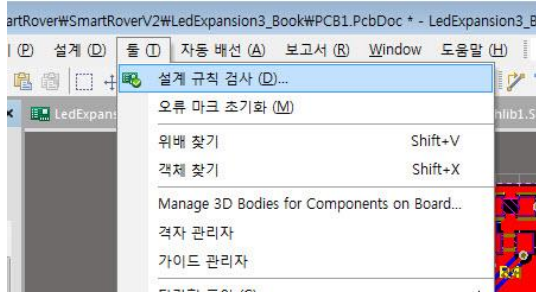 artRover₩SmartRoverV2₩LedExpansion3_Book₩PCB1.PcbDoc * - LedExpansion3_B
(P) 설계 (D) 툴 (T) 자동 배선 (A) 보고서 (R) Window 도움말 (H)
설계 규칙 검사 (D)...
오류 마크 초기화 (M)
LedExpans
nlib1.S
위배 찾기 Shift+V
객체 찾기 Shift+X
Manage 3D Bodies for Components on Board...
격자 관리자
가이드 관리자